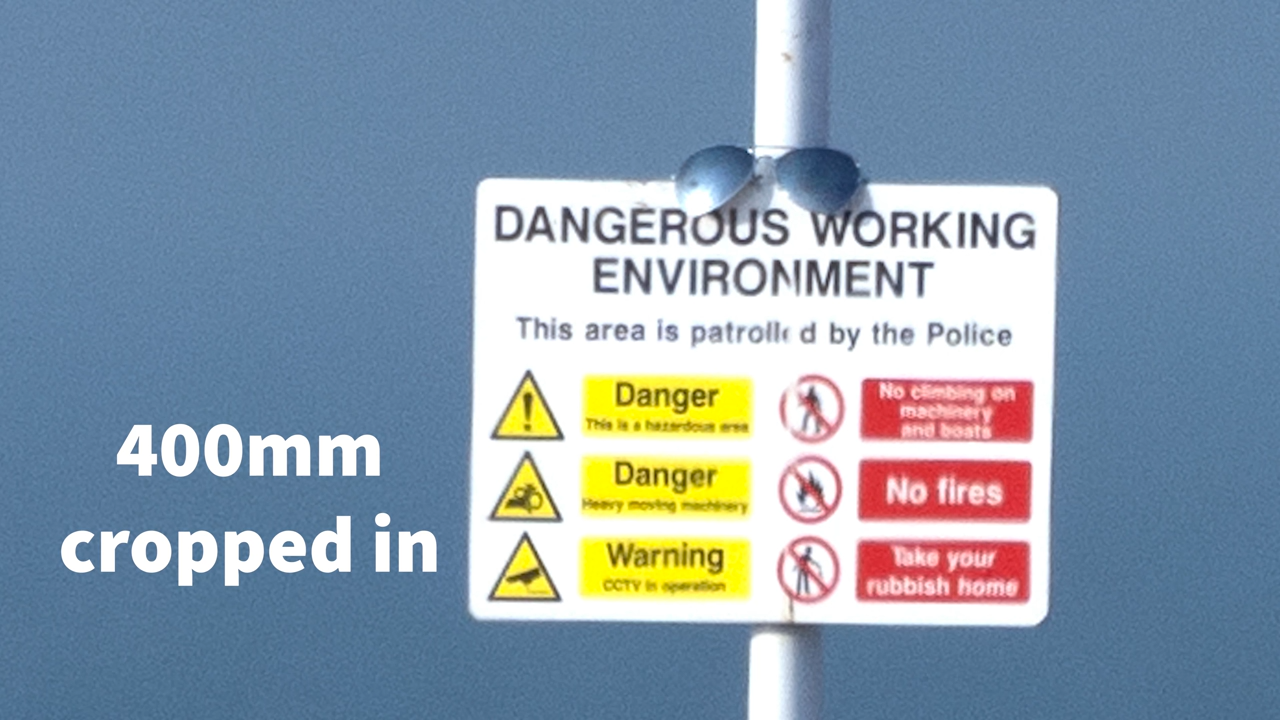 DANGEROUS WORKING
ENVIRONMENT
This area is patrolled by the Police
Danger
This is a hazardous area
No climbing on
machinery
and boats
Danger
Heavy moving machinery
No fires
Warning
CCTV in operation
Take your
rubbish home
400mm
cropped in